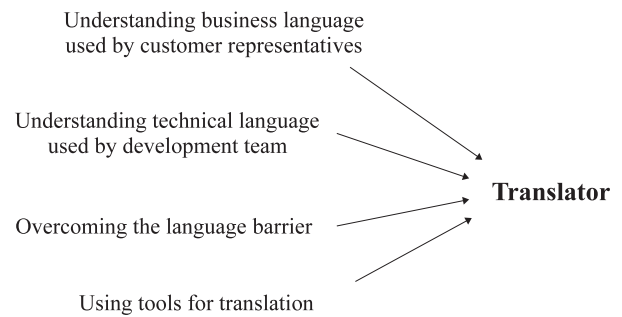 Understanding business language
used by customer representatives
Understanding technical language
used by development team
Translator
Overcoming the language barrier
Using tools for translation